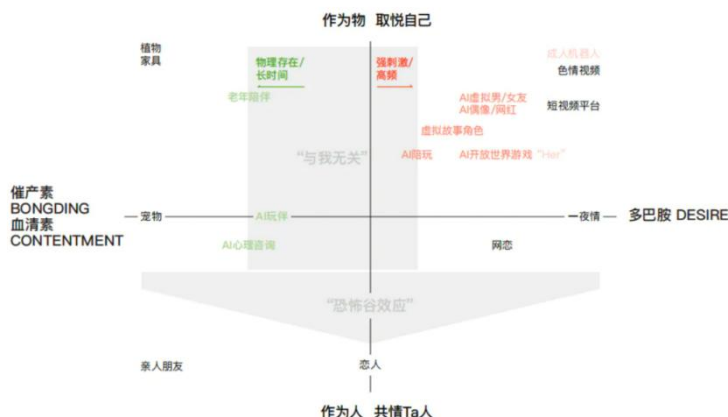 作为物 取悦自己
植物
家具
物理存在/
长时间
强刺激/
高频
成人机器人
色情视频
老年陪伴
AI虚拟男/女友
AI偶像/网红
短视频平台
虚拟故事角色
“与我无关”
AI陪玩
AI开放世界游戏 “Her”
催产素
BONGDING
血清素
CONTENTMENT
宠物
AI玩伴
一夜情
多巴胺 DESIRE
AI心理咨询
网恋
“恐怖谷效应”
亲人朋友
恋人
作为人 共情Ta人